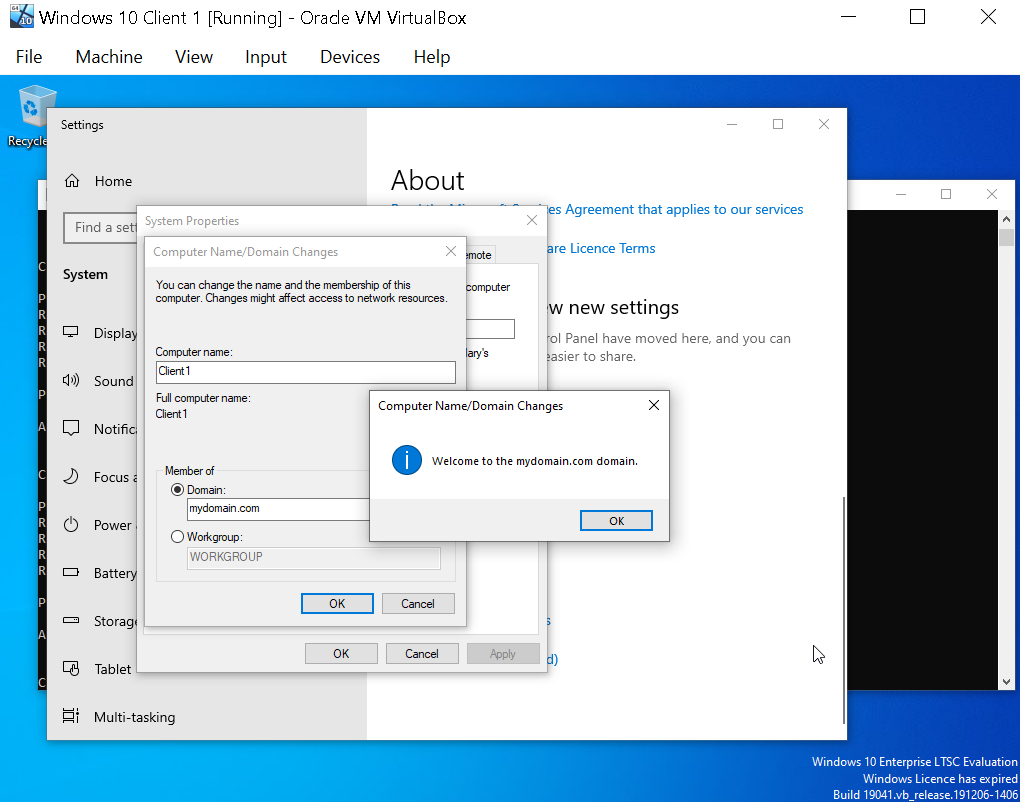 Windows 10 Client 1 [Running] - Oracle VM VirtualBox
File Machine View Input Devices Help
Recycle
Settings
Home
Find a sett
System
Display
Sound
Notific
Focus a
Power
Battery
Storage
Tablet
Multi-tasking
About
Agreement that applies to our services
are Licence Terms
ew new settings
rol Panel have moved here, and you can
easier to share.
System Properties
emote
computer
lary's
OK Cancel Apply
Computer Name/Domain Changes
You can change the name and the membership of this
computer. Changes might affect access to network resources.
Computer name:
Client1
Full computer name:
Client1
Member of
Domain:
mydomain.com
Workgroup:
WORKGROUP
OK Cancel
Computer Name/Domain Changes
Welcome to the mydomain.com domain.
OK
Windows 10 Enterprise LTSC Evaluation
Windows Licence has expired
Build 19041.vb_release.191206-1406